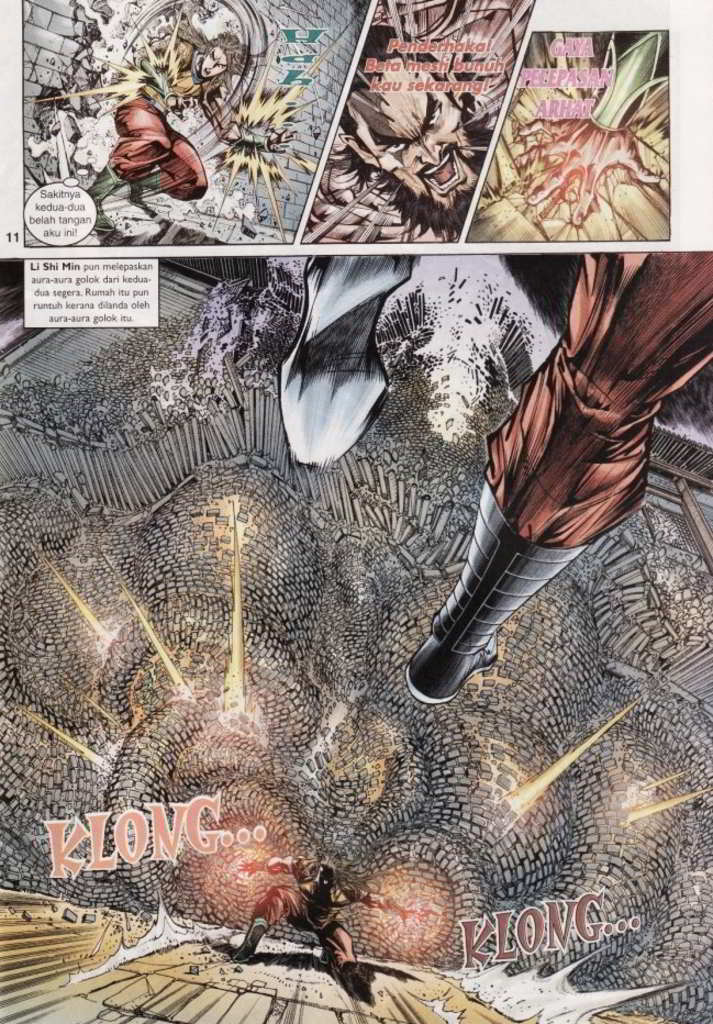 HAH!
Sakitnya
kedua-dua
belah tangan
aku ini!
Penderhaka!
Beta mesti bunuh
kau sekarang!
GAYA
PELEPASAN
ARHAT
11
Li Shi Min pun melepaskan
aura-aura golok dari kedua-
dua segera. Rumah itu pun
runtuh kerana dilanda oleh
aura-aura golok itu.
KLONG...
KLONG...